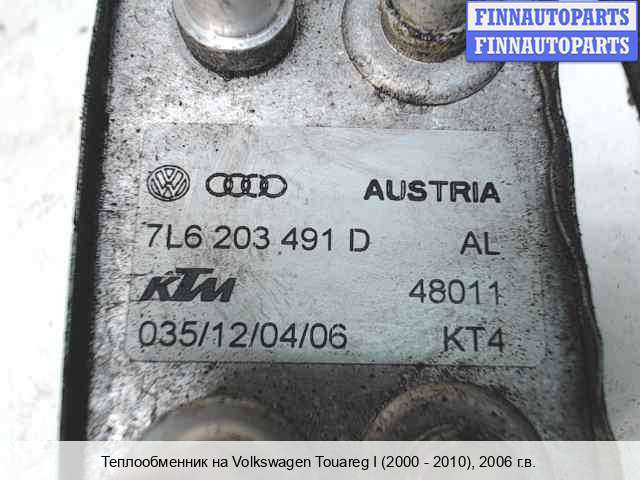 FINNAUTOPARTS
FINNAUTOPARTS
AUSTRIA
7L6 203 491 D AL
KTM 48011
035/12/04/06 KT4
Теплообменник на Volkswagen Touareg I (2000 - 2010), 2006 г.в.